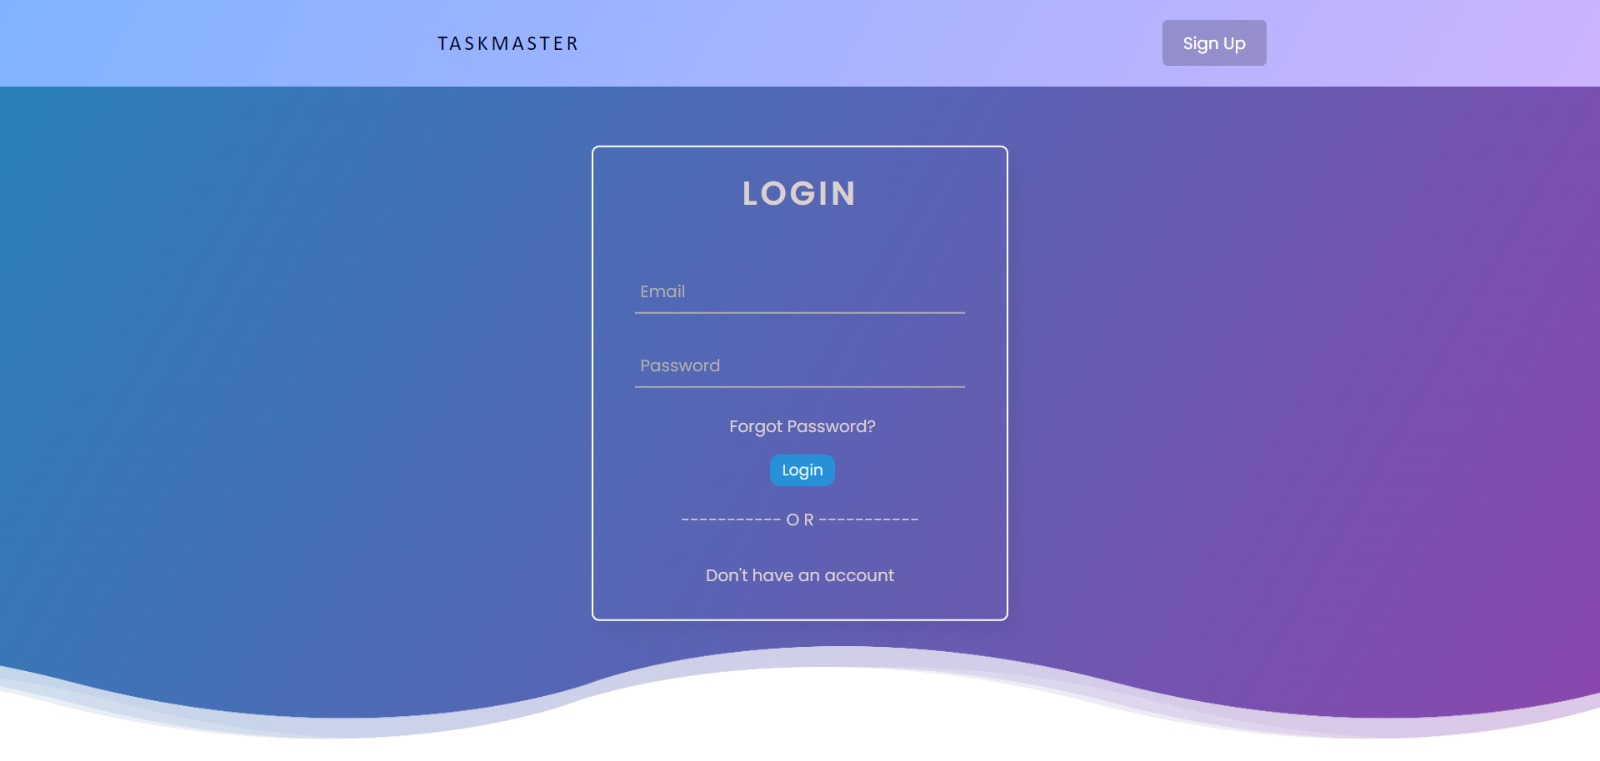 TASKMASTER
Sign Up
LOGIN
Email
Password
Forgot Password?
Login
----------- O R -----------
Don't have an account